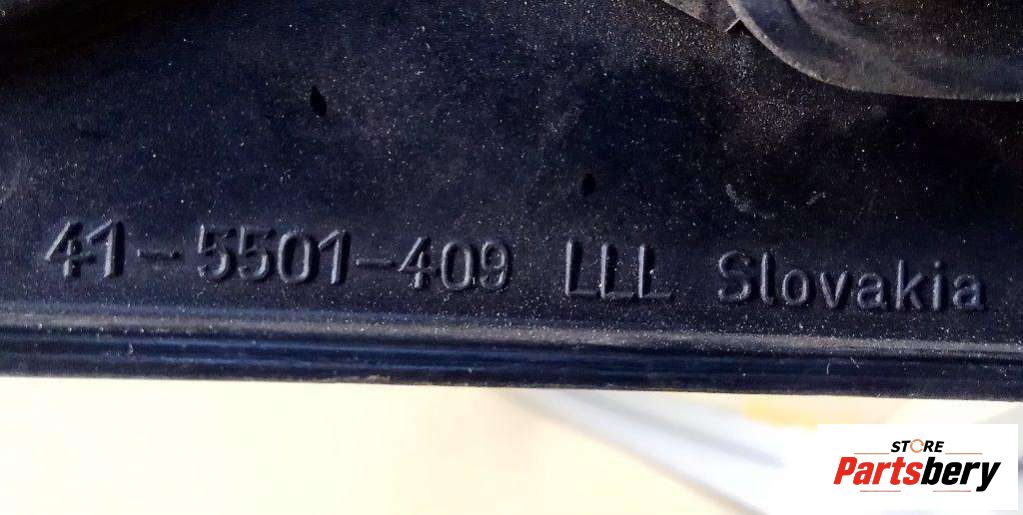 41-5501-409 LLL Slovakia
STORE
Partsbery